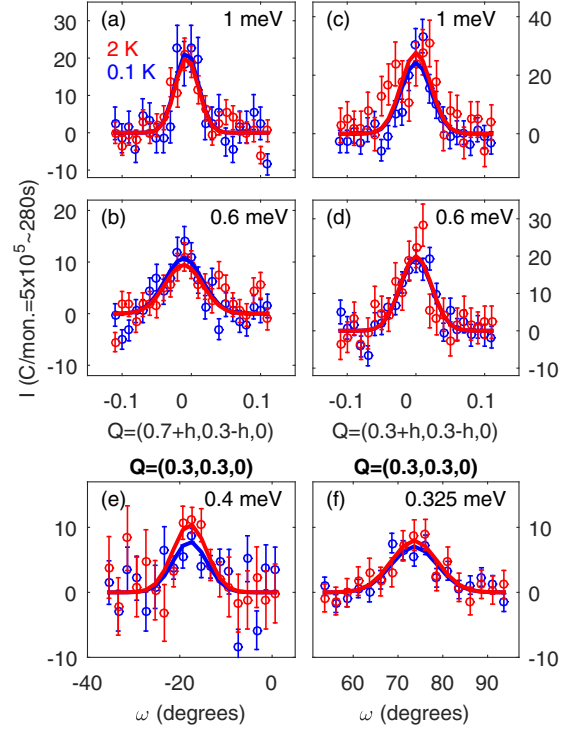 (a) 1 meV
2 K
0.1 K
30
20
10
0
-10
(c) 1 meV
40
20
0
I (C/mon.=5x10⁵~280s)
(b) 0.6 meV
20
10
0
-10
(d) 0.6 meV
30
20
10
0
-10
-0.1 0 0.1
-0.1 0 0.1
Q=(0.7+h,0.3-h,0)
Q=(0.3+h,0.3-h,0)
Q=(0.3,0.3,0)
Q=(0.3,0.3,0)
(e) 0.4 meV
10
0
-10
(f) 0.325 meV
10
0
-10
-40 -20 0
60 70 80 90
ω (degrees)
ω (degrees)